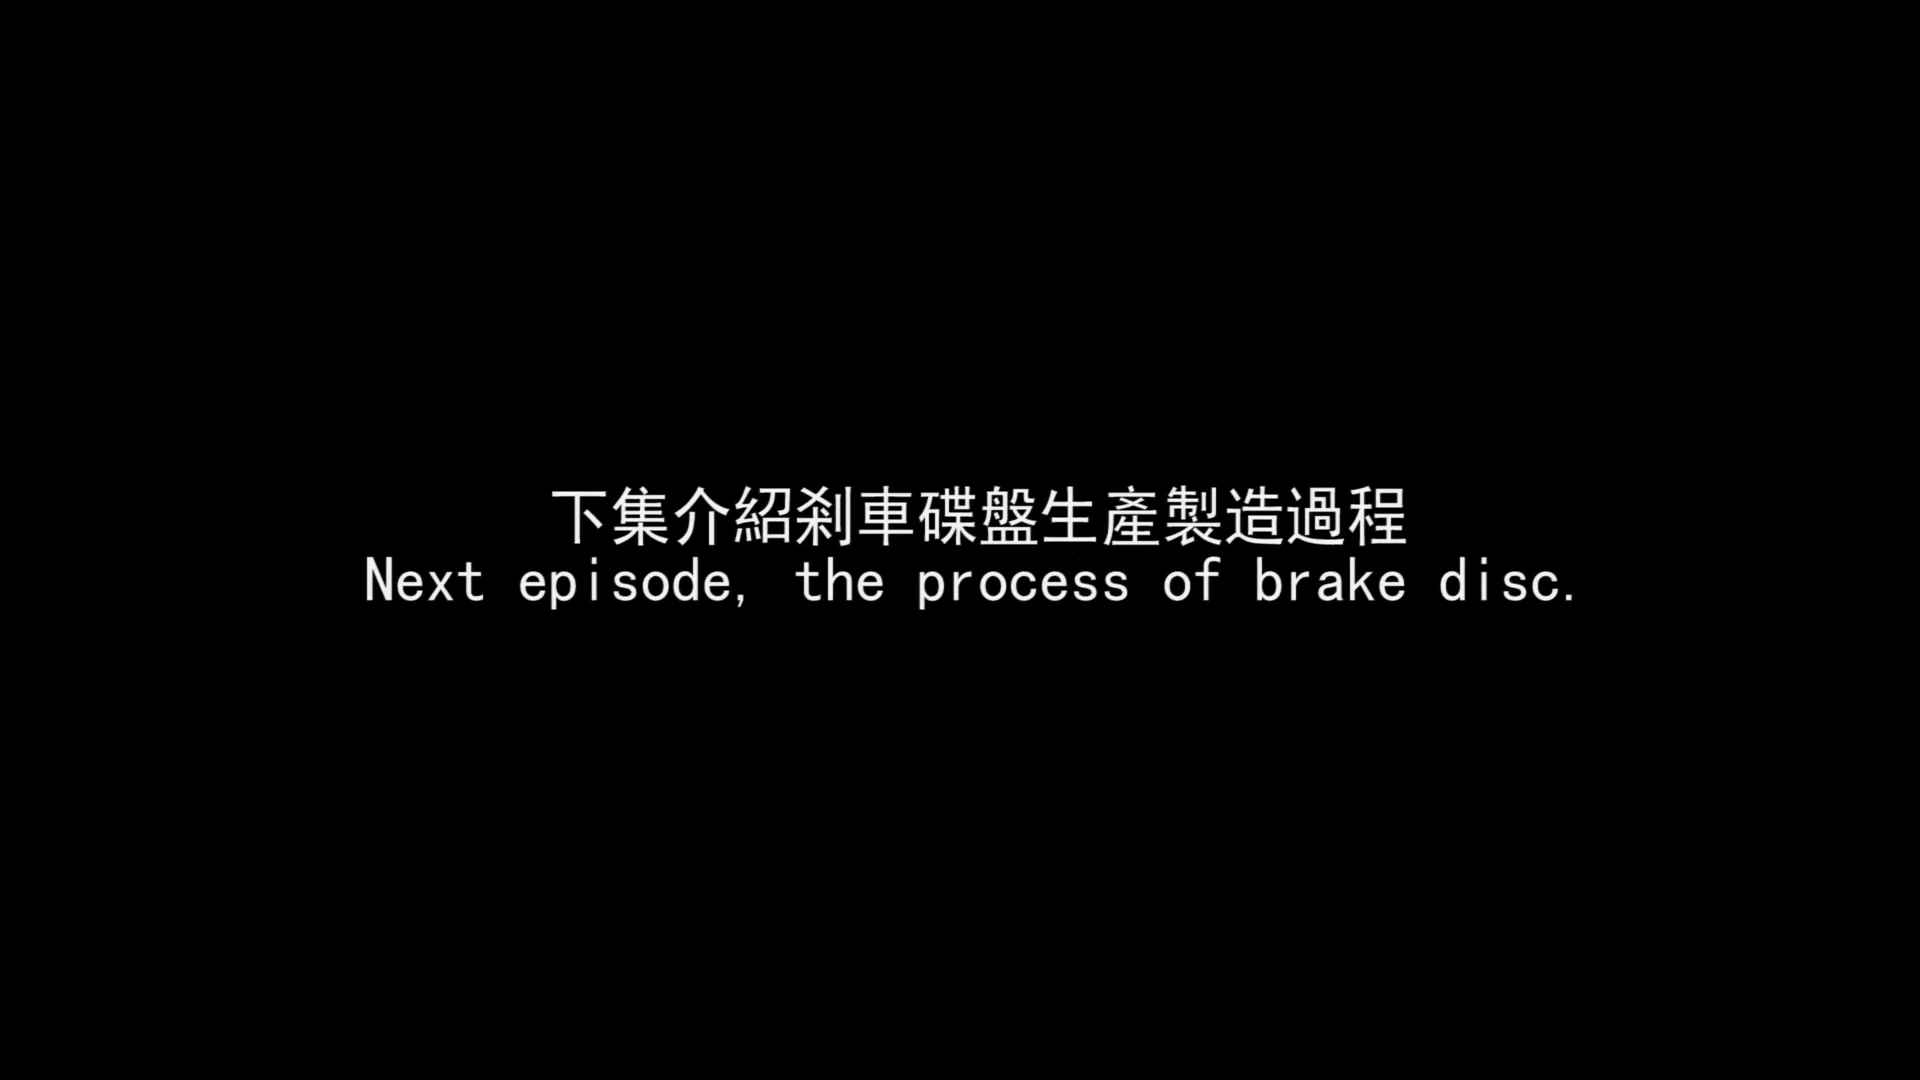 下集介紹剎車碟盤生產製造過程
Next episode, the process of brake disc.